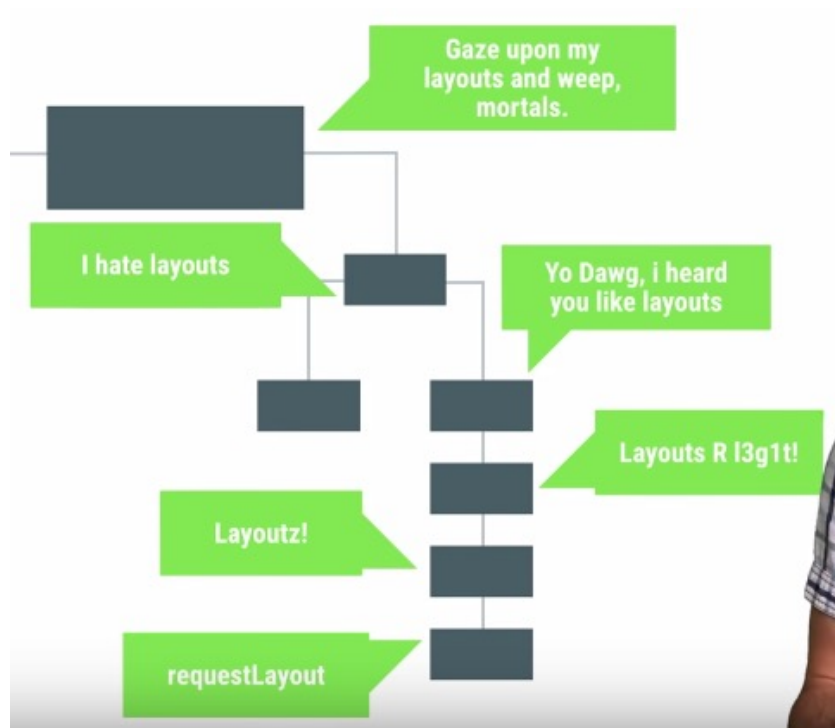 Gaze upon my
layouts and weep,
mortals.
I hate layouts
Yo Dawg, i heard
you like layouts
Layouts R l3g1t!
Layoutz!
requestLayout